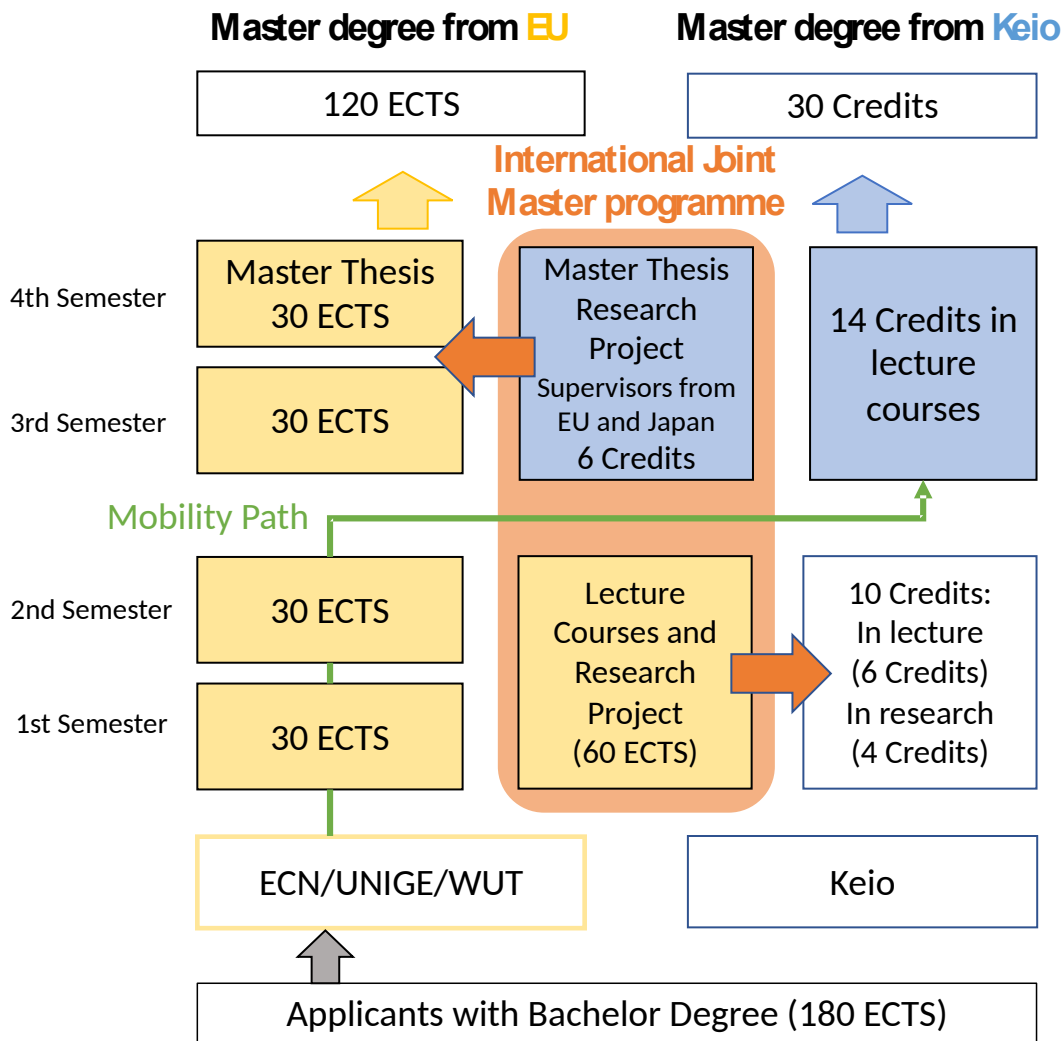 Master degree from EU
Master degree from Keio
120 ECTS
30 Credits
International Joint
Master programme
4th Semester
Master Thesis
30 ECTS
Master Thesis
Research
Project
Supervisors from
EU and Japan
6 Credits
14 Credits in
lecture
courses
3rd Semester
30 ECTS
Mobility Path
2nd Semester
30 ECTS
Lecture
Courses and
Research
Project
(60 ECTS)
10 Credits:
In lecture
(6 Credits)
In research
(4 Credits)
1st Semester
30 ECTS
ECN/UNIGE/WUT
Keio
Applicants with Bachelor Degree (180 ECTS)